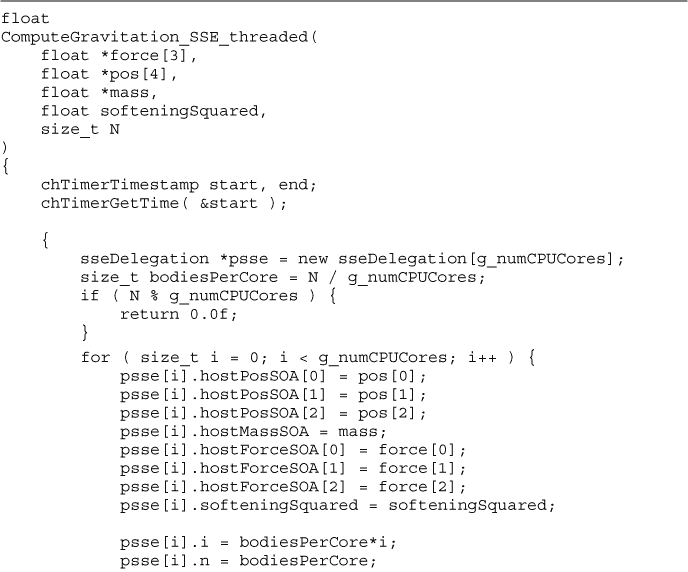 float
ComputeGravitation_SSE_threaded(
    float *force[3],
    float *pos[4],
    float *mass,
    float softeningSquared,
    size_t N
)
{
    chTimerTimestamp start, end;
    chTimerGetTime( &start );

    {
        sseDelegation *psse = new sseDelegation[g_numCPUCores];
        size_t bodiesPerCore = N / g_numCPUCores;
        if ( N % g_numCPUCores ) {
            return 0.0f;
        }
        for ( size_t i = 0; i < g_numCPUCores; i++ ) {
            psse[i].hostPosSOA[0] = pos[0];
            psse[i].hostPosSOA[1] = pos[1];
            psse[i].hostPosSOA[2] = pos[2];
            psse[i].hostMassSOA = mass;
            psse[i].hostForceSOA[0] = force[0];
            psse[i].hostForceSOA[1] = force[1];
            psse[i].hostForceSOA[2] = force[2];
            psse[i].softeningSquared = softeningSquared;

            psse[i].i = bodiesPerCore*i;
            psse[i].n = bodiesPerCore;